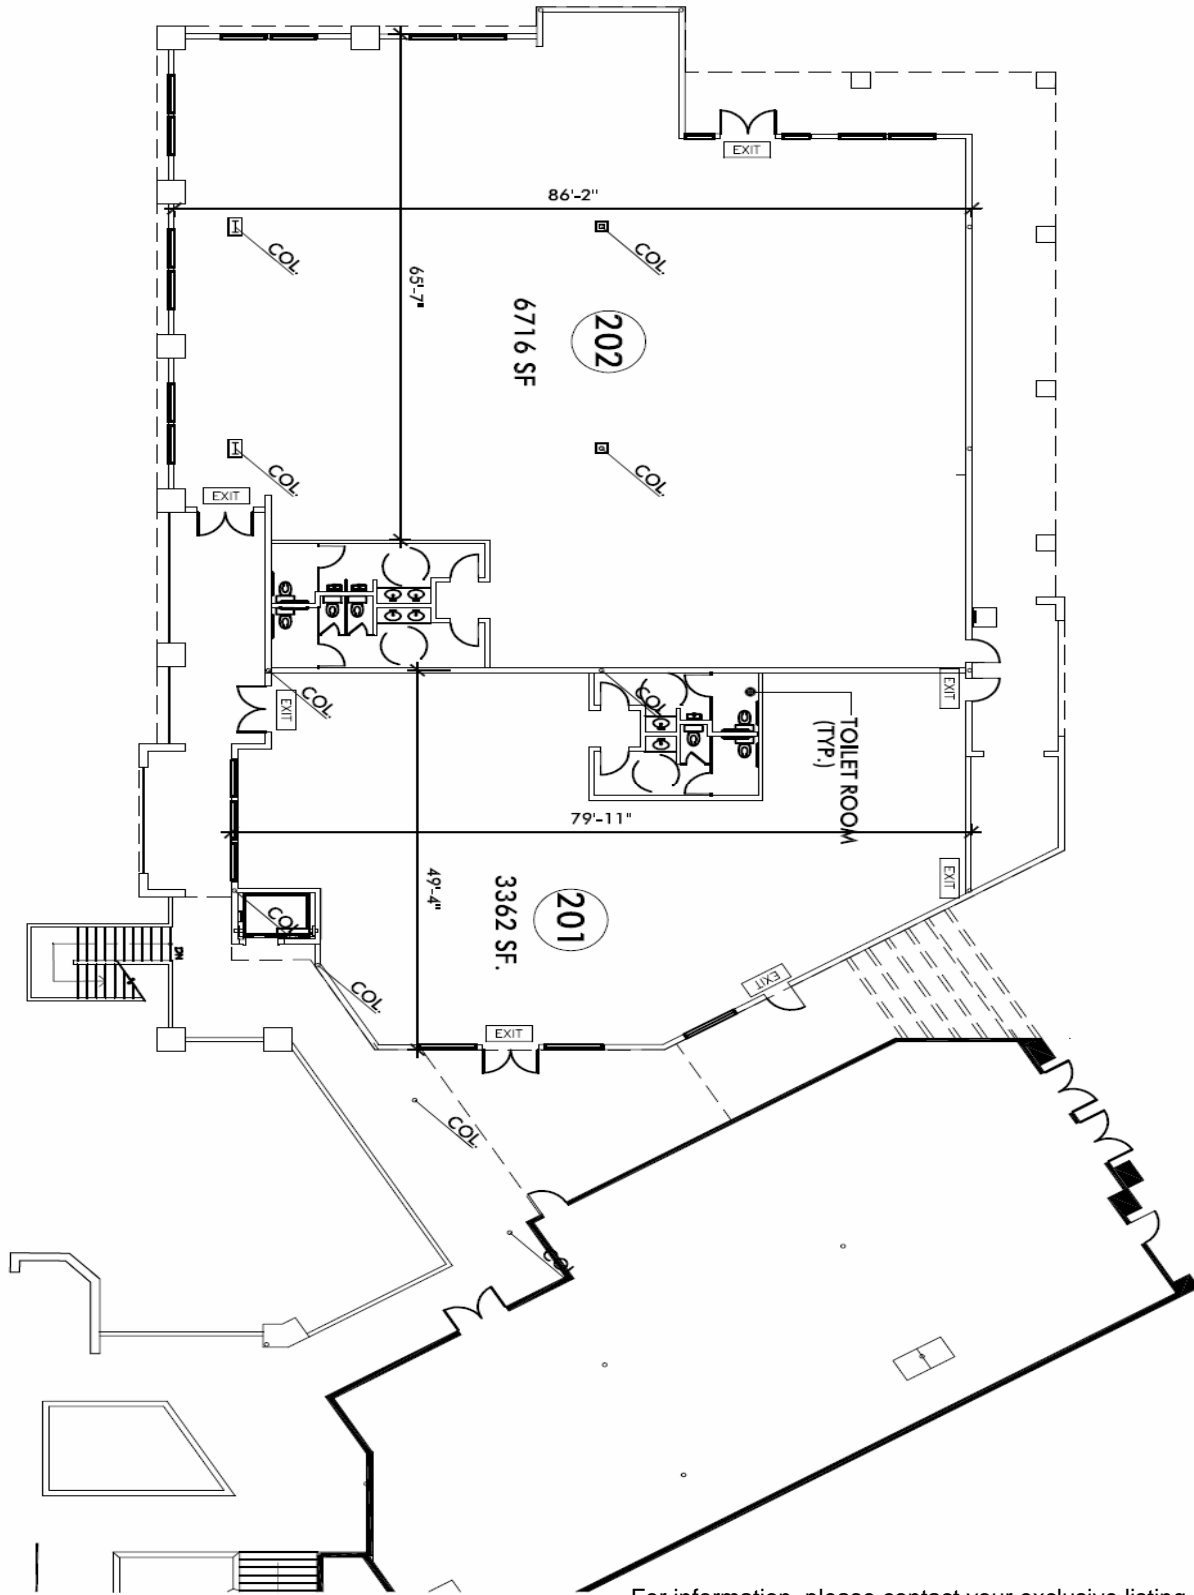 EXIT
86'-2"
COL.
COL.
65'-7"
202
6716 SF
COL.
COL.
EXIT
EXIT
EXIT
COL.
COL.
TOILET ROOM
(TYP.)
79'-11"
49'-4"
201
3362 SF.
EXIT
COL.
DN
EXIT
COL.
EXIT
COL.
COL.
For information, please contact your exclusive listing